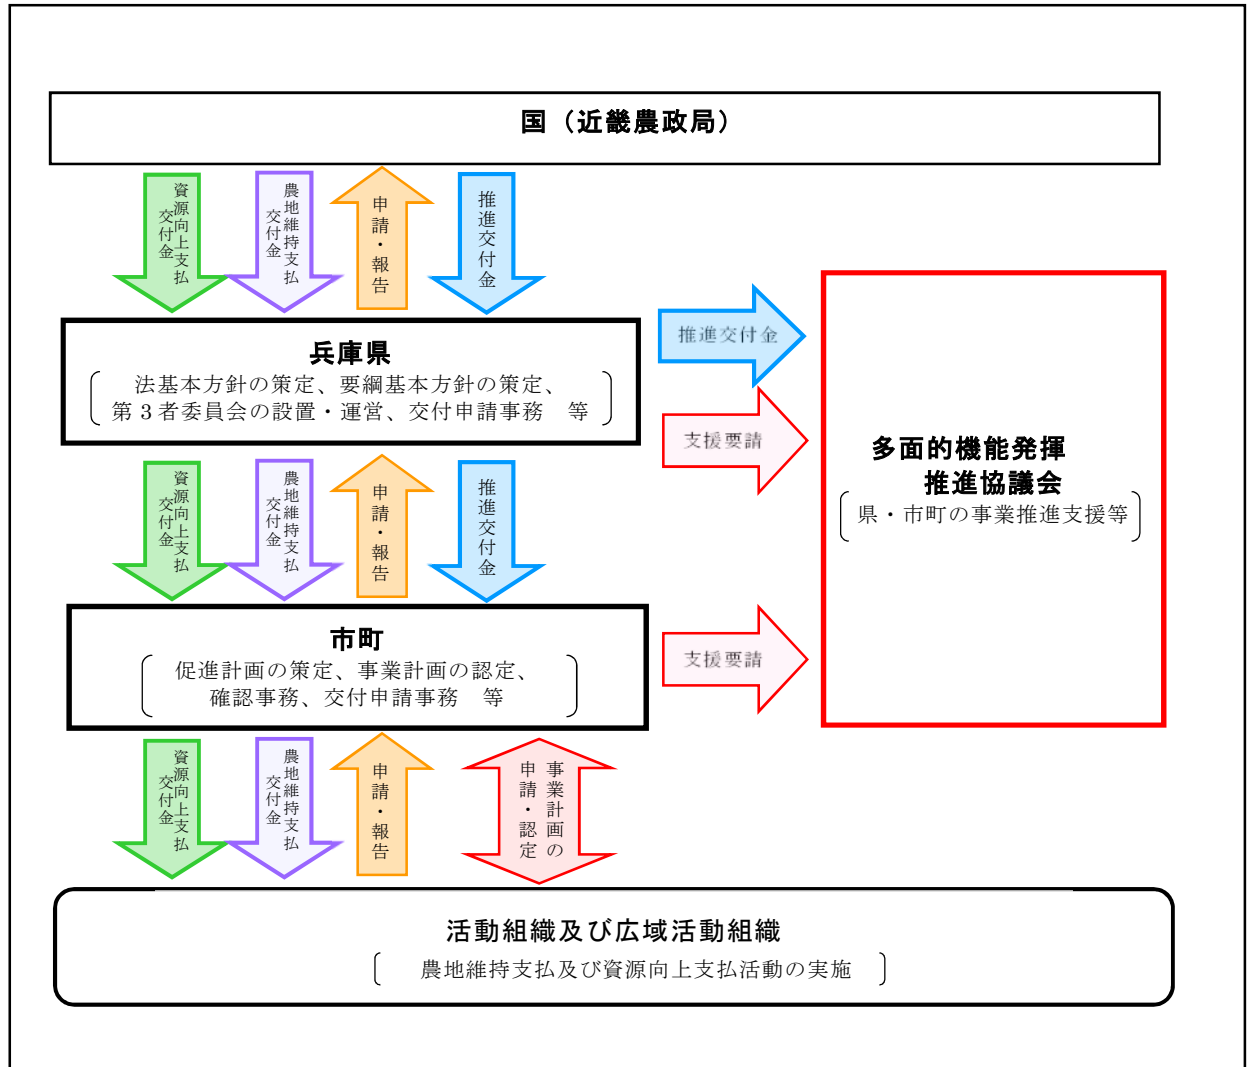 国（近畿農政局）
資源向上支払
交付金
農地維持支払
交付金
申請・報告
推進交付金
兵庫県
法基本方針の策定、要綱基本方針の策定、
第３者委員会の設置・運営、交付申請事務　等
推進交付金
支援要請
多面的機能発揮
推進協議会
県・市町の事業推進支援等
資源向上支払
交付金
農地維持支払
交付金
申請・報告
推進交付金
市町
促進計画の策定、事業計画の認定、
確認事務、交付申請事務　等
支援要請
資源向上支払
交付金
農地維持支払
交付金
申請・報告
事業計画の
申請・認定
活動組織及び広域活動組織
農地維持支払及び資源向上支払活動の実施